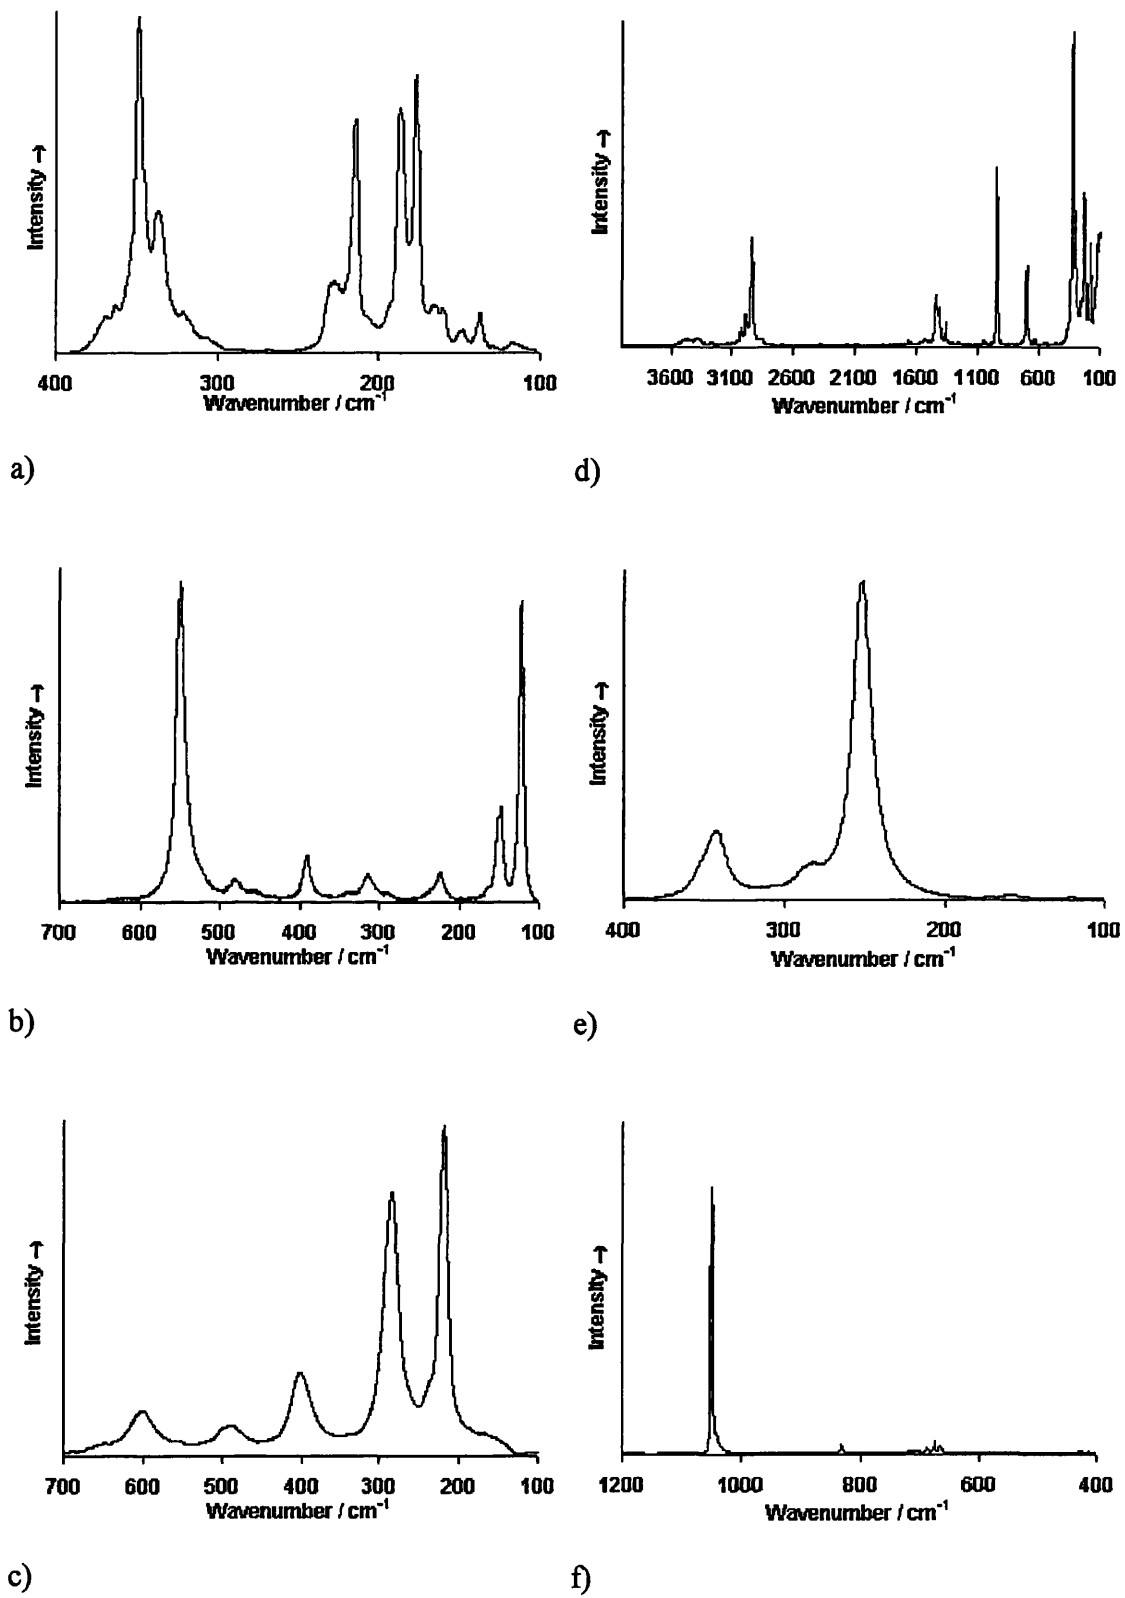 Intensity →
400 300 200 100
Wavenumber / cm⁻¹
a)
Intensity →
3600 3100 2600 2100 1600 1100 600 100
Wavenumber / cm⁻¹
d)
Intensity →
700 600 500 400 300 200 100
Wavenumber / cm⁻¹
b)
Intensity →
400 300 200 100
Wavenumber / cm⁻¹
e)
Intensity →
700 600 500 400 300 200 100
Wavenumber / cm⁻¹
c)
Intensity →
1200 1000 800 600 400
Wavenumber / cm⁻¹
f)